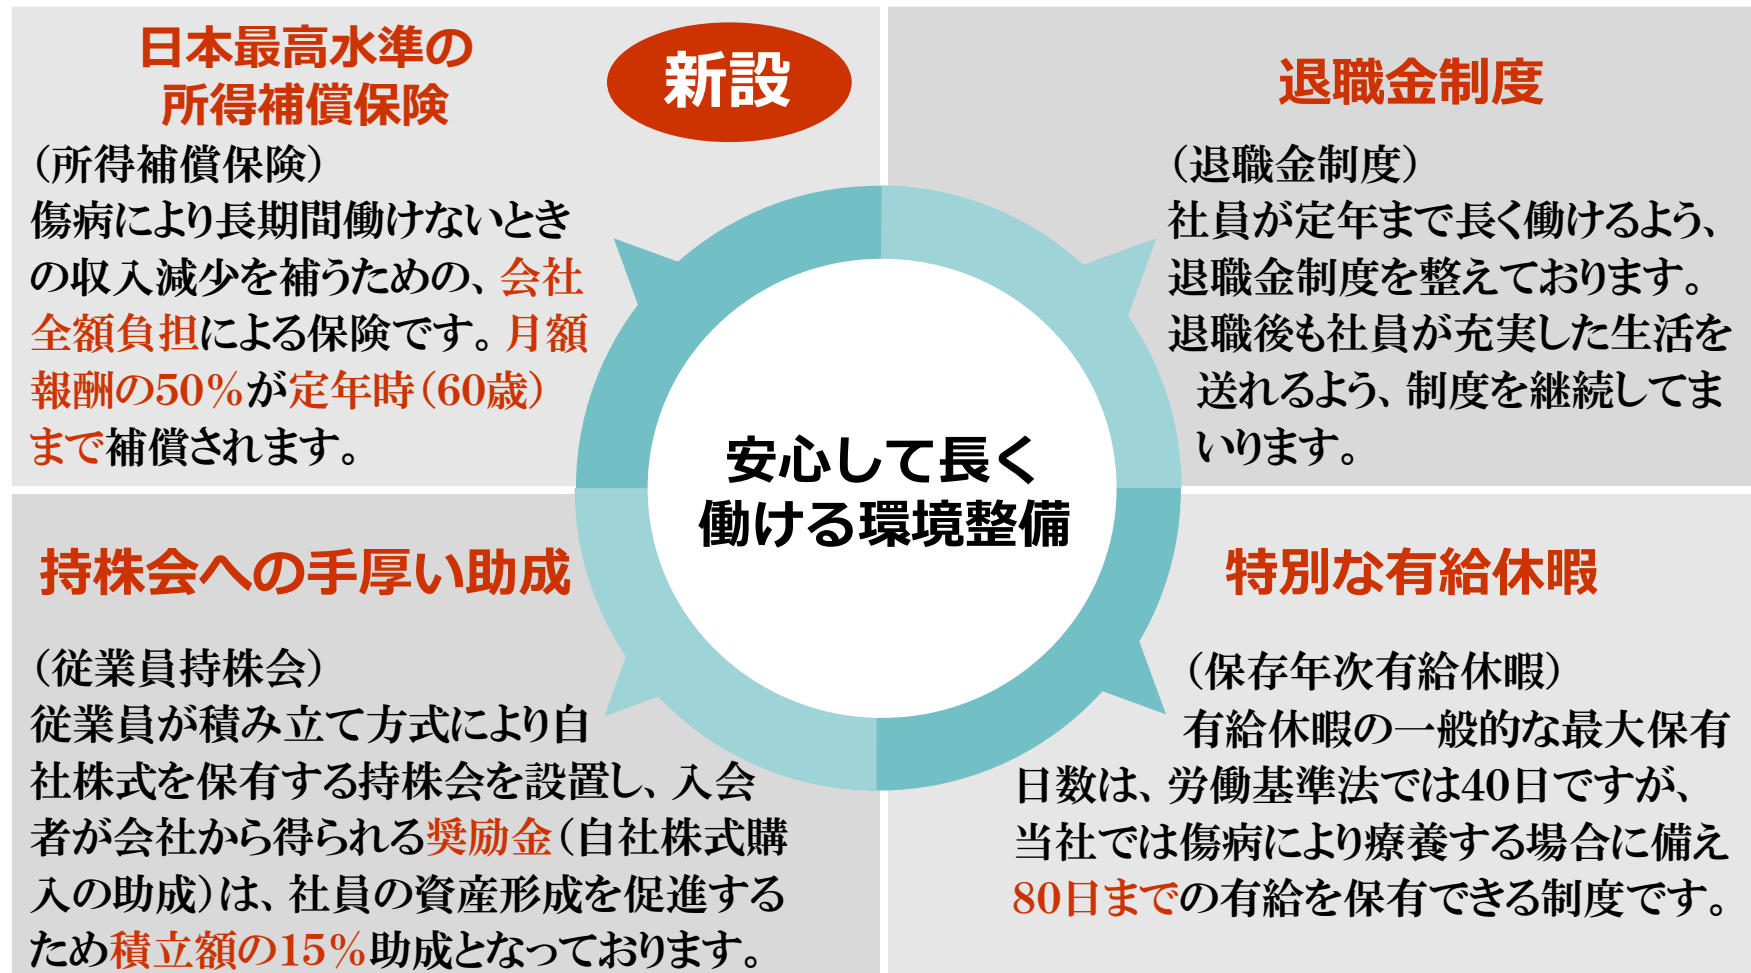 日本最高水準の
所得補償保険
新設
（所得補償保険）
傷病により長期間働けないとき
の収入減少を補うための、会社
全額負担による保険です。月額
報酬の50％が定年時（60歳）
まで補償されます。
退職金制度
（退職金制度）
社員が定年まで長く働けるよう、
退職金制度を整えております。
退職後も社員が充実した生活を
送れるよう、制度を継続してま
いります。
安心して長く
働ける環境整備
持株会への手厚い助成
（従業員持株会）
従業員が積み立て方式により自
社株式を保有する持株会を設置し、入会
者が会社から得られる奨励金（自社株式購
入の助成）は、社員の資産形成を促進する
ため積立額の15％助成となっております。
特別な有給休暇
（保存年次有給休暇）
有給休暇の一般的な最大保有
日数は、労働基準法では40日ですが、
当社では傷病により療養する場合に備え
80日までの有給を保有できる制度です。